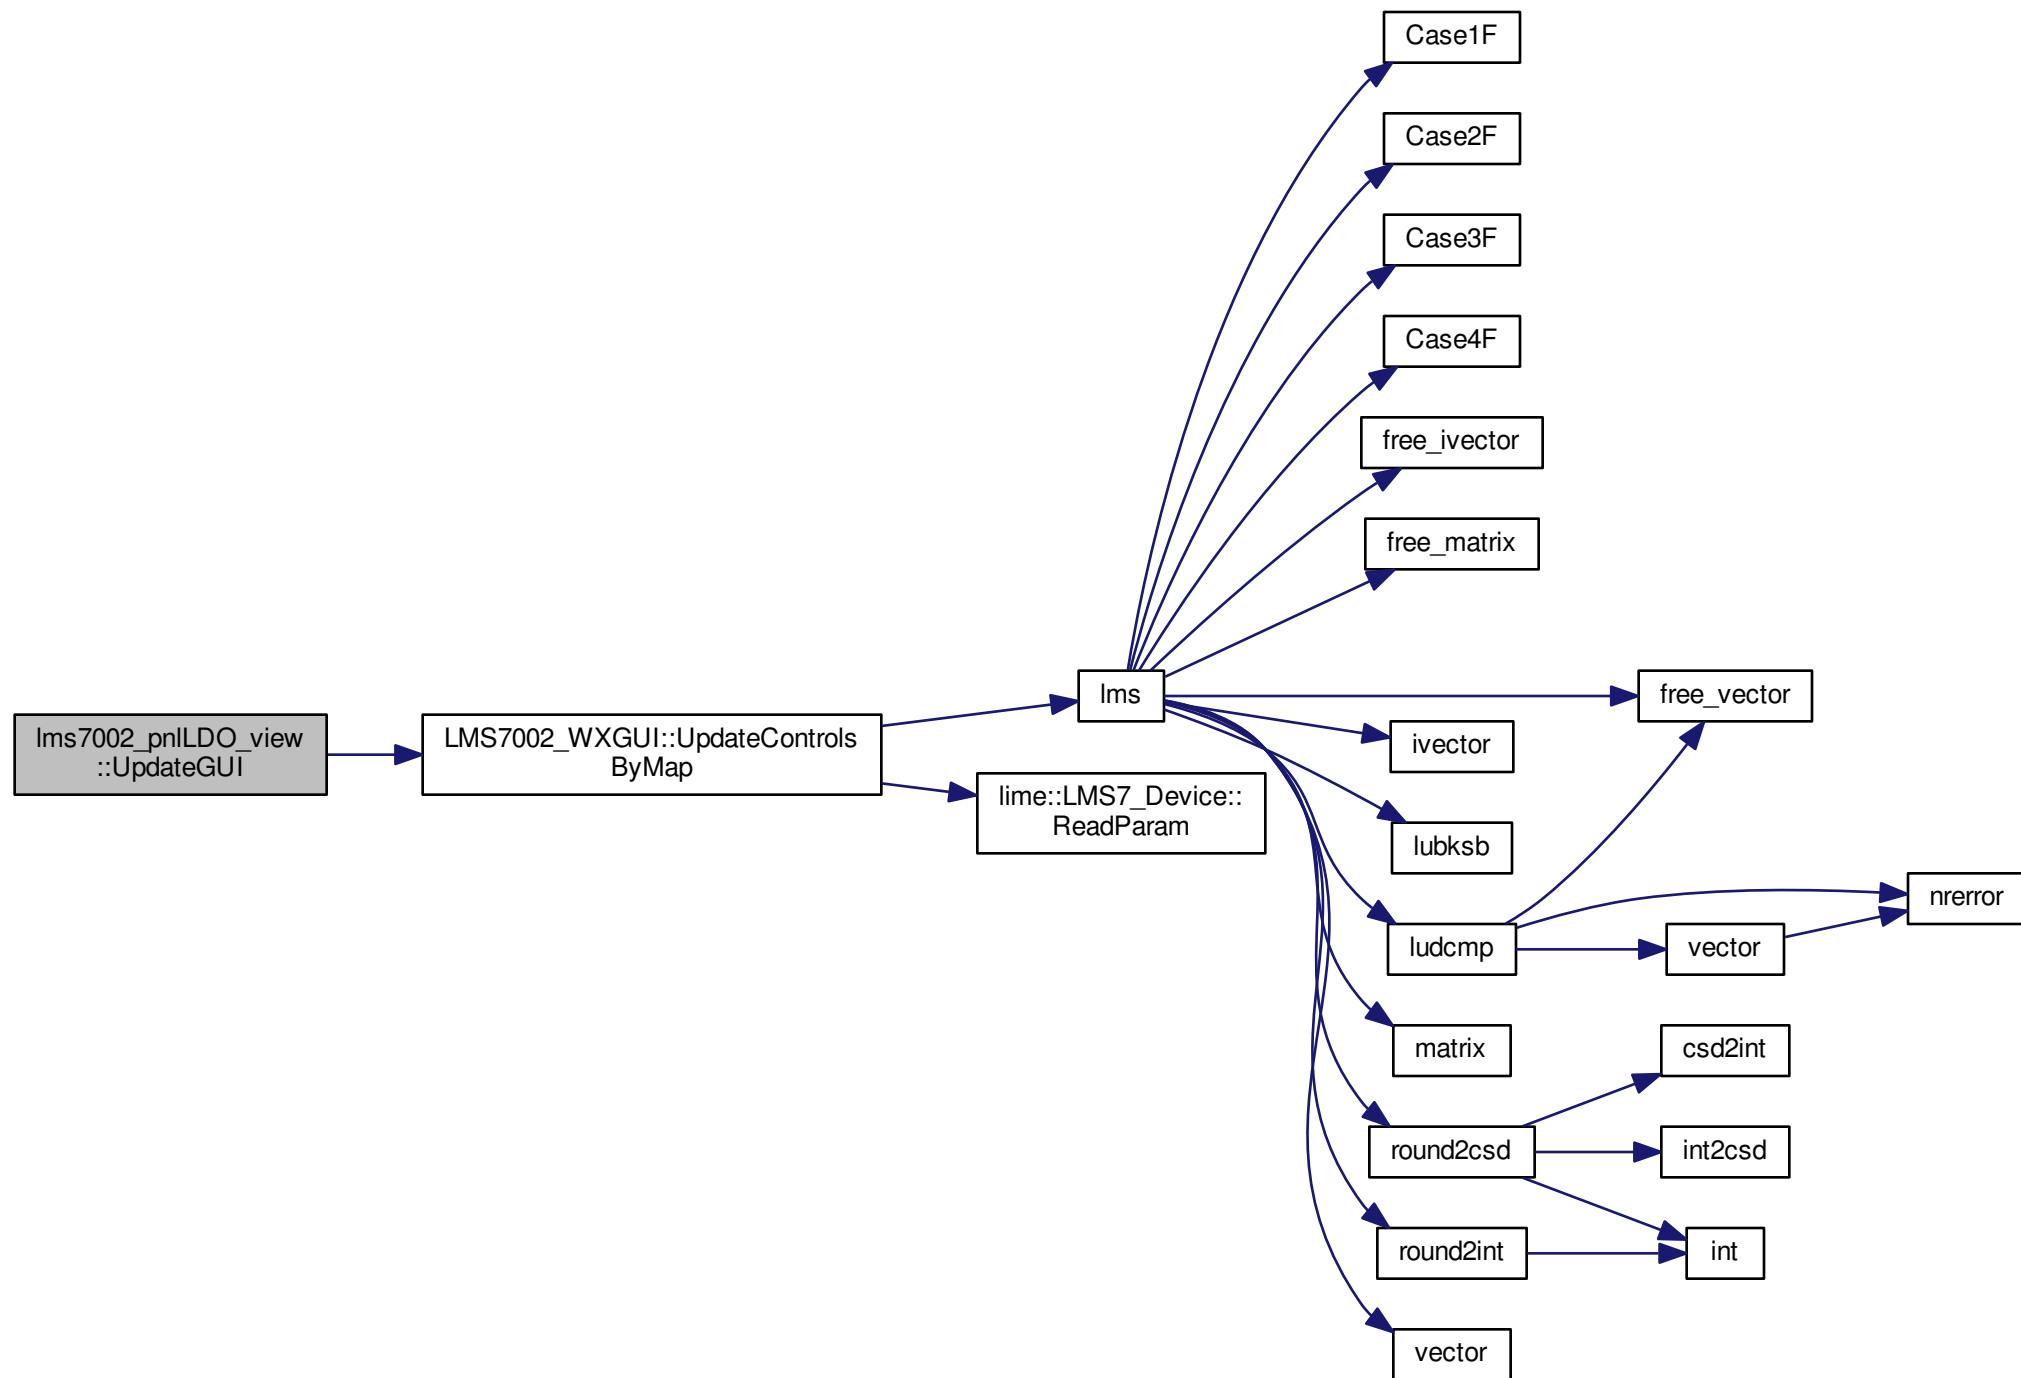 Case1F
Case2F
Case3F
Case4F
free_ivector
free_matrix
lms
free_vector
lms7002_pnlLDO_view
::UpdateGUI
LMS7002_WXGUI::UpdateControls
ByMap
ivector
lime::LMS7_Device::
ReadParam
lubksb
nrerror
ludcmp
vector
matrix
csd2int
round2csd
int2csd
round2int
int
vector